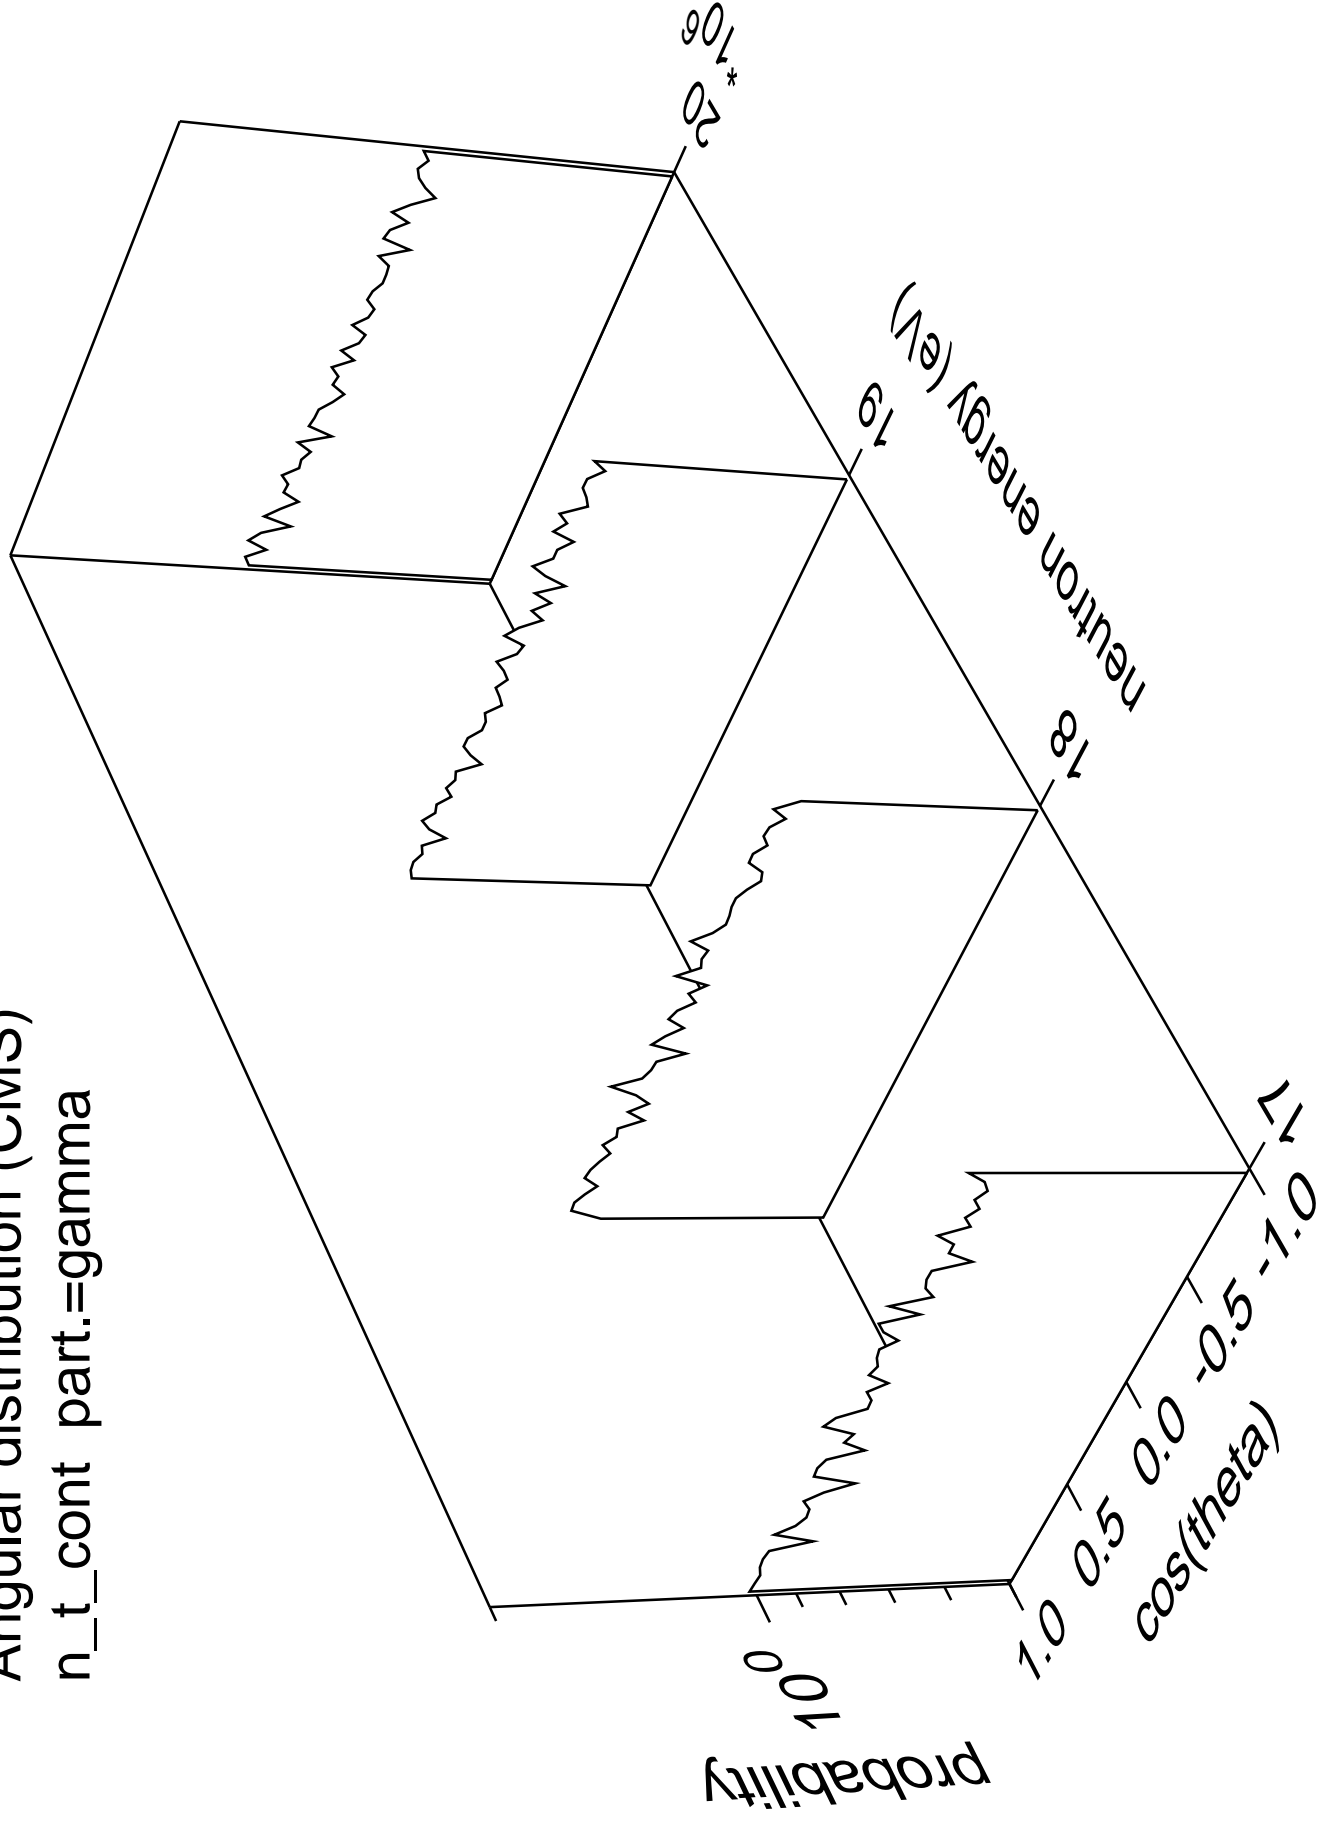 Angular distribution (CMS)
n_t_cont part.=gamma
probability
10 0
1.0 0.5 0.0 -0.5 -1.0
cos(theta)
17 18 19 20
*10 6
neutron energy (eV)